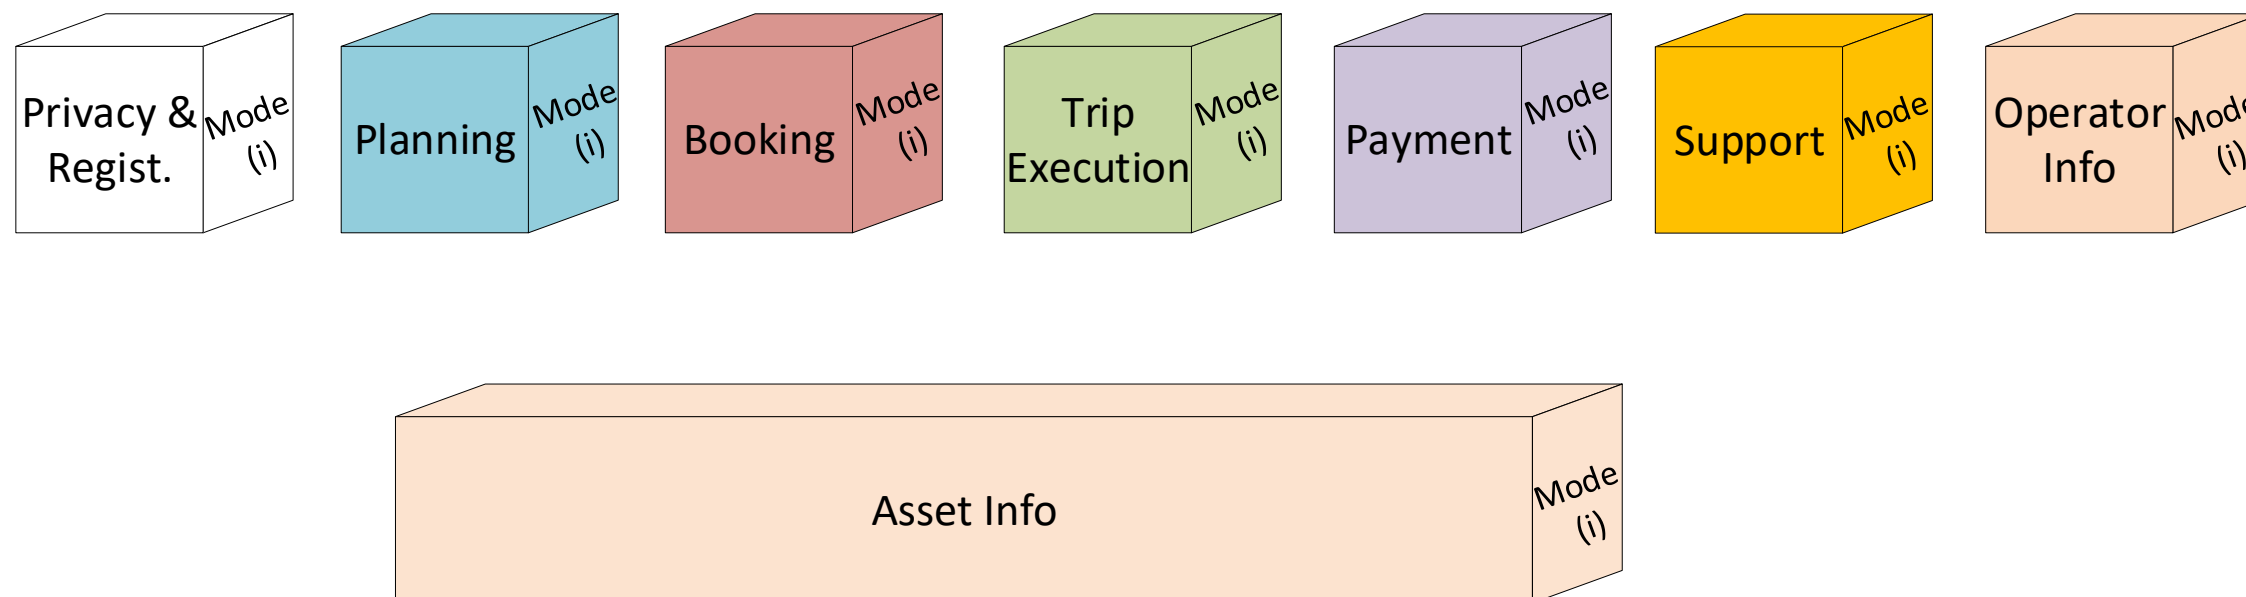 Privacy &
Regist.
Mode
(i)
Planning
Mode
(i)
Booking
Mode
(i)
Trip
Execution
Mode
(i)
Payment
Mode
(i)
Support
Mode
(i)
Operator
Info
Mode
(i)
Asset Info
Mode
(i)